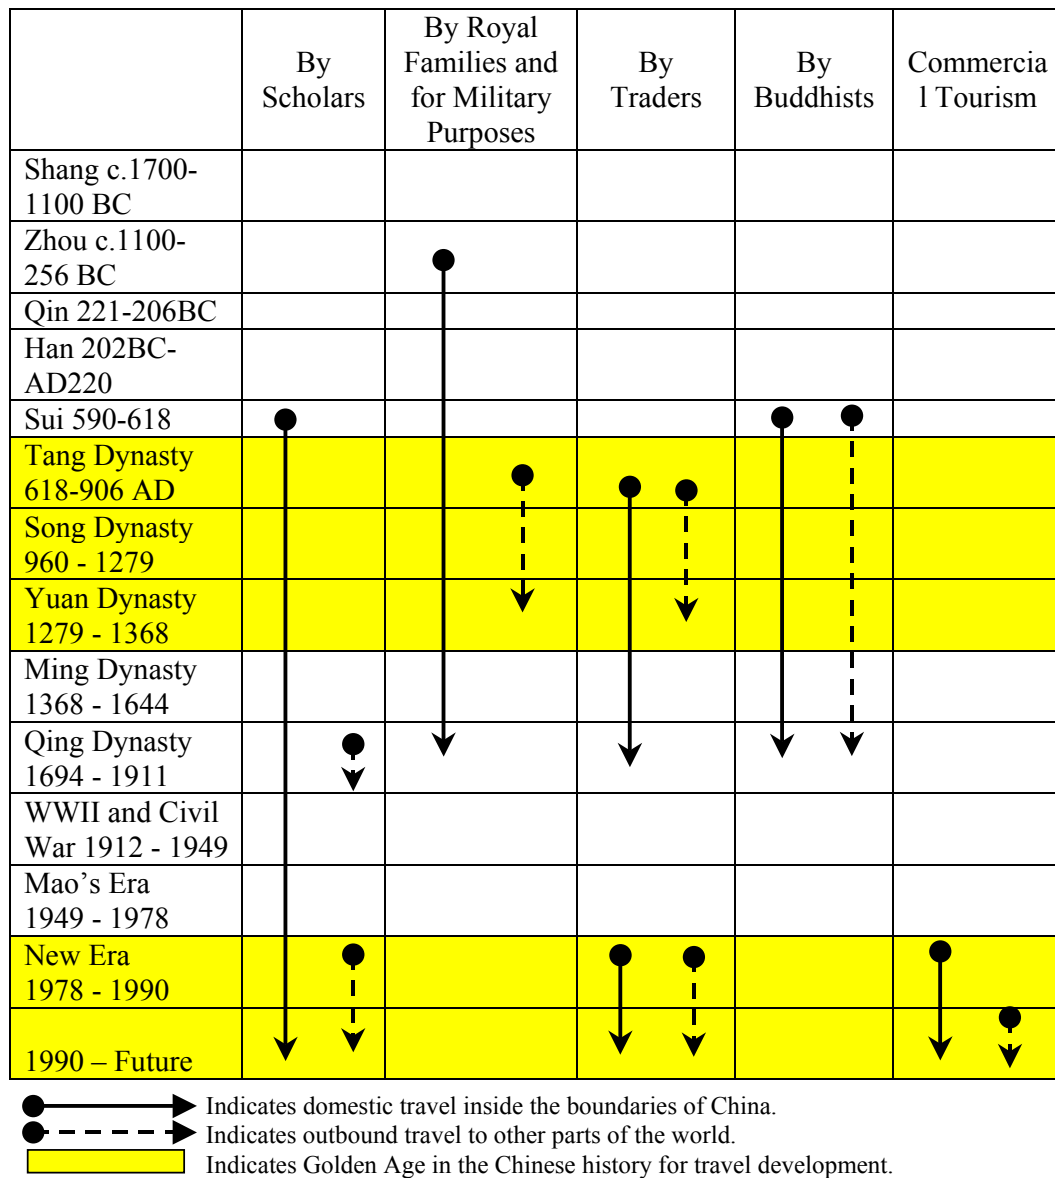 By Scholars
By Royal Families and for Military Purposes
By Traders
By Buddhists
Commercia
l Tourism
Shang c.1700-
1100 BC
Zhou c.1100-
256 BC
Qin 221-206BC
Han 202BC-
AD220
Sui 590-618
Tang Dynasty
618-906 AD
Song Dynasty
960 - 1279
Yuan Dynasty
1279 - 1368
Ming Dynasty
1368 - 1644
Qing Dynasty
1694 - 1911
WWII and Civil
War 1912 - 1949
Mao’s Era
1949 - 1978
New Era
1978 - 1990
1990 – Future
Indicates domestic travel inside the boundaries of China.
Indicates outbound travel to other parts of the world.
Indicates Golden Age in the Chinese history for travel development.